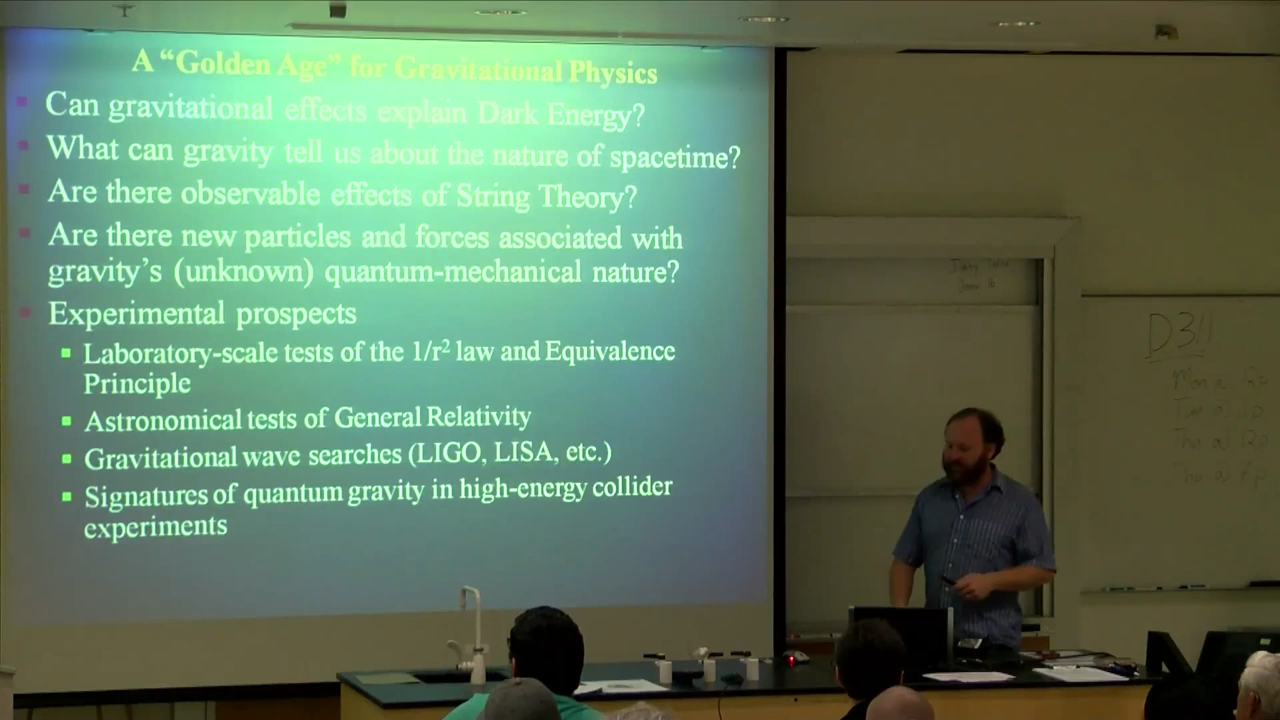 A “Golden Age” for Gravitational Physics
Can gravitational effects explain Dark Energy?
What can gravity tell us about the nature of spacetime?
Are there observable effects of String Theory?
Are there new particles and forces associated with
gravity’s (unknown) quantum-mechanical nature?
Experimental prospects
Laboratory-scale tests of the 1/r² law and Equivalence
Principle
Astronomical tests of General Relativity
Gravitational wave searches (LIGO, LISA, etc.)
Signatures of quantum gravity in high-energy collider
experiments
D311